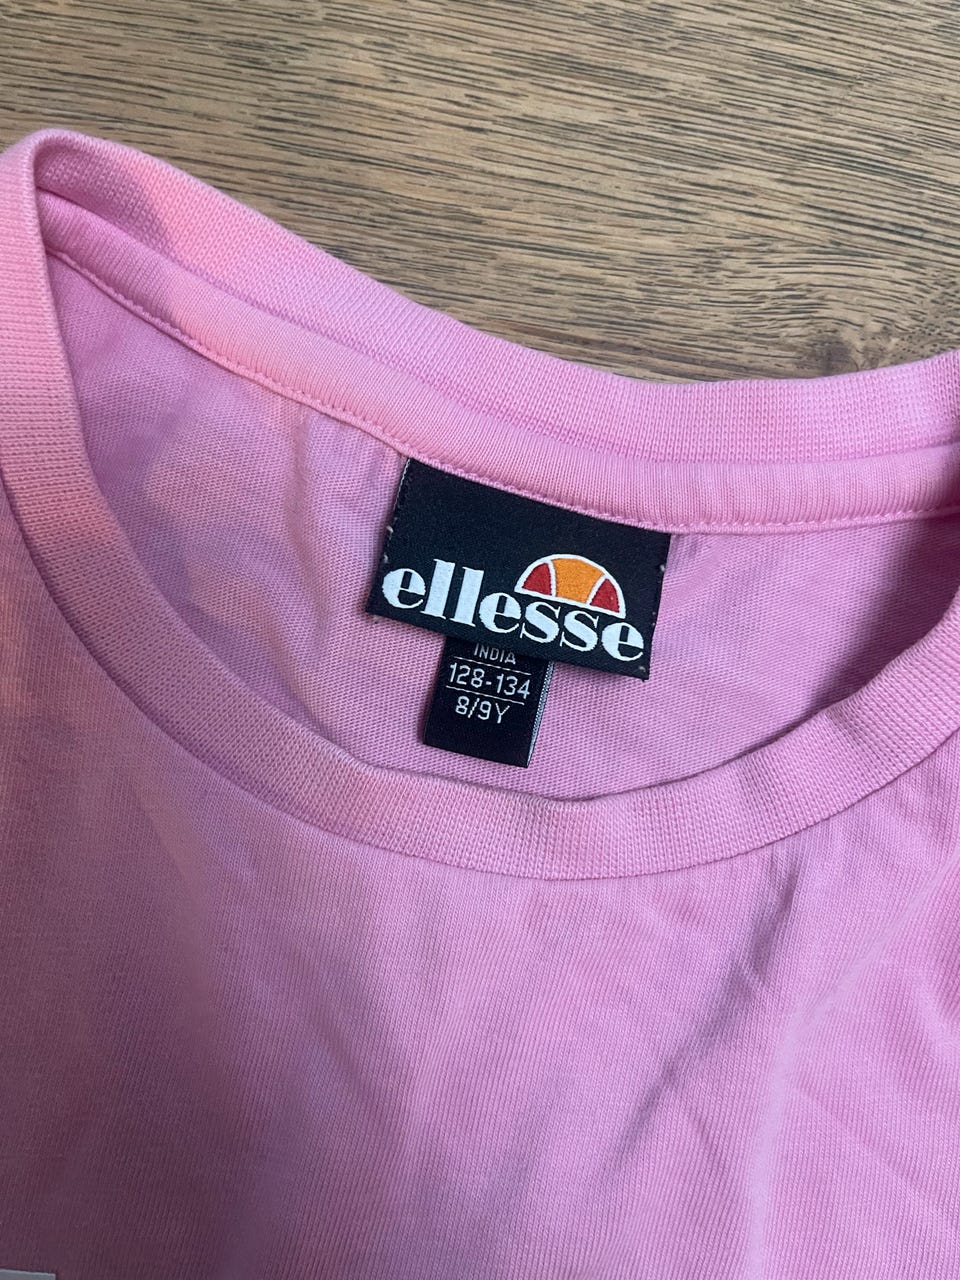 ellesse
INDIA
128-134
8/9Y